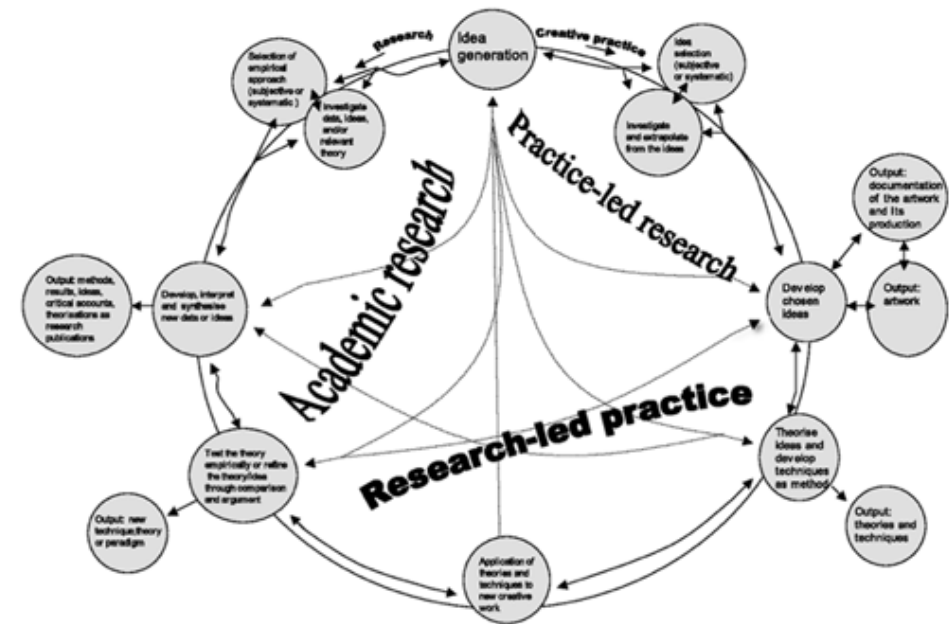 Idea
generation
Research
Creative practice
Selection of
empirical
approach
(subjective or
systematic )
Investigate
data, ideas,
and/or
relevant
theory
Idea
selection
(subjective
or systematic)
Investigate
and extrapolate
from the ideas
Practice-led research
Academic research
Research-led practice
Output:
documentation
of the artwork
and Its
production
Output:
artwork
Develop
chosen
ideas
Output: methods,
results, ideas,
critical accounts,
theorisations as
research
publications
Develop, interpret
and synthesise
new data or ideas
Test the theory
empirically or refine
the theory/idea
through comparison
and argument
Theorise
ideas and
develop
techniques
as method
Output: new
technique,theory
or paradigm
Output:
theories and
techniques
Application of
theories and
techniques to
new creative
work